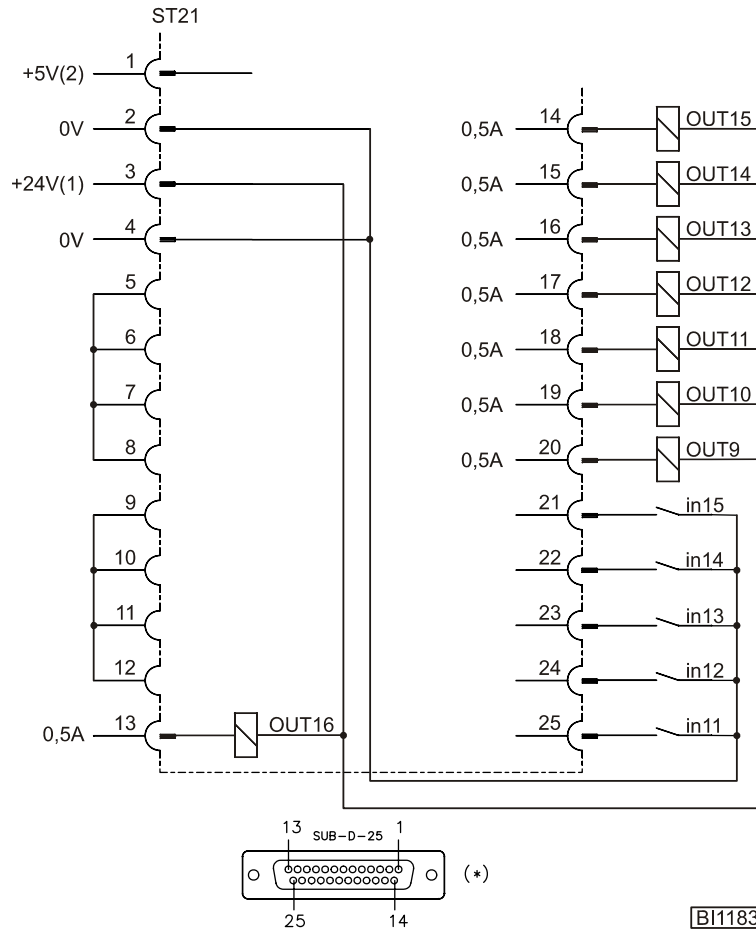 ST21
+5V(2) 1
0V 2
+24V(1) 3
0V 4
5
6
7
8
9
10
11
12
0,5A 13 OUT16
0,5A 14 OUT15
0,5A 15 OUT14
0,5A 16 OUT13
0,5A 17 OUT12
0,5A 18 OUT11
0,5A 19 OUT10
0,5A 20 OUT9
21 in15
22 in14
23 in13
24 in12
25 in11
13 SUB-D-25 1
(*)
25 14
BI1183